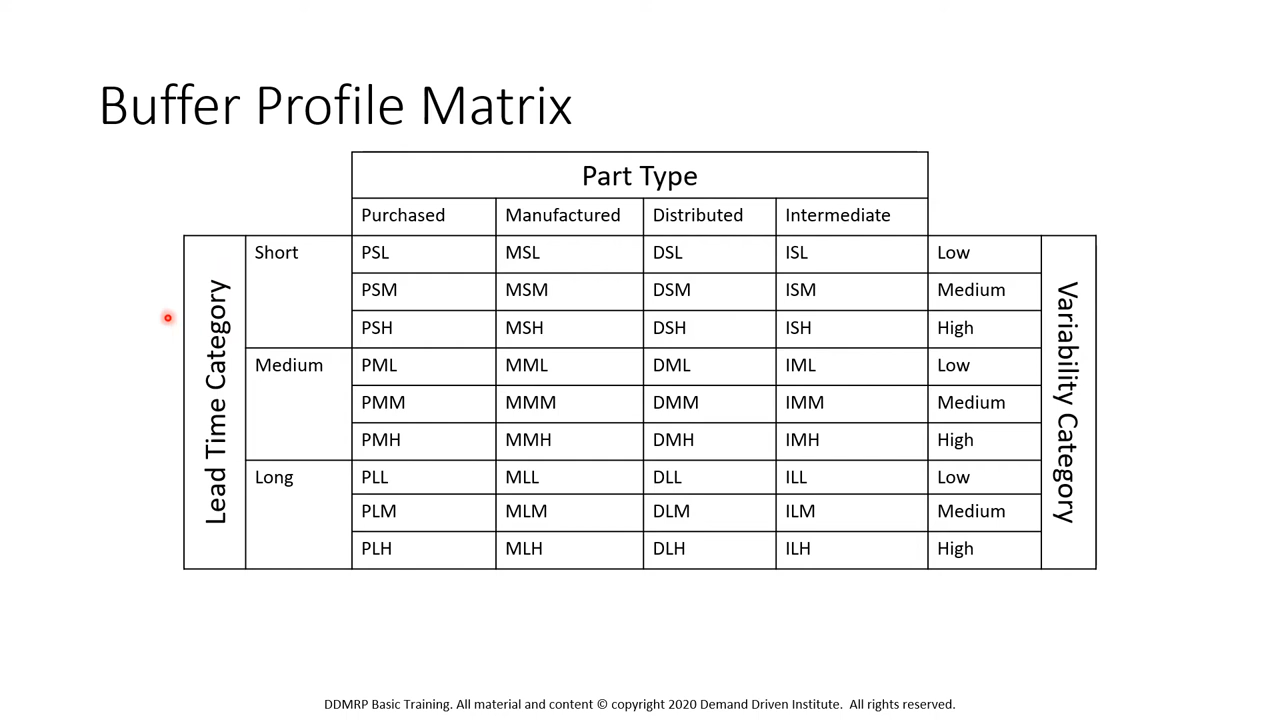 Buffer Profile Matrix
Part Type
Purchased Manufactured Distributed Intermediate
Lead Time Category
Short PSL MSL DSL ISL Low
PSM MSM DSM ISM Medium
PSH MSH DSH ISH High
Medium PML MML DML IML Low
PMM MMM DMM IMM Medium
PMH MMH DMH IMH High
Long PLL MLL DLL ILL Low
PLM MLM DLM ILM Medium
PLH MLH DLH ILH High
Variability Category
DDMRP Basic Training. All material and content © copyright 2020 Demand Driven Institute. All rights reserved.